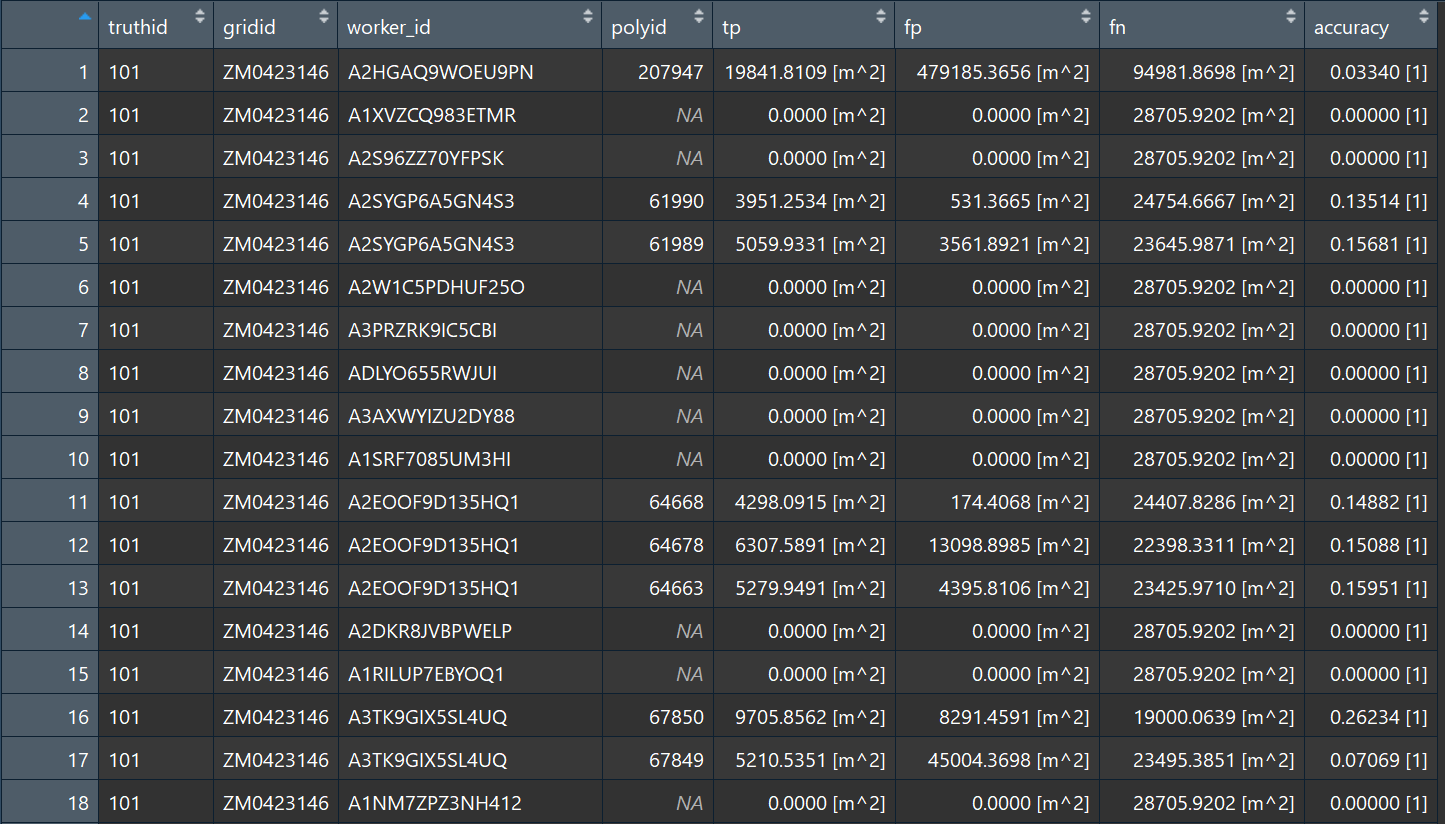 truthid gridid worker_id polyid tp fp fn accuracy
1 101 ZM0423146 A2HGAQ9WOEU9PN 207947 19841.8109 [m^2] 479185.3656 [m^2] 94981.8698 [m^2] 0.03340 [1]
2 101 ZM0423146 A1XVZCQ983ETMR NA 0.0000 [m^2] 0.0000 [m^2] 28705.9202 [m^2] 0.00000 [1]
3 101 ZM0423146 A2S96ZZ70YFPSK NA 0.0000 [m^2] 0.0000 [m^2] 28705.9202 [m^2] 0.00000 [1]
4 101 ZM0423146 A2SYGP6A5GN4S3 61990 3951.2534 [m^2] 531.3665 [m^2] 24754.6667 [m^2] 0.13514 [1]
5 101 ZM0423146 A2SYGP6A5GN4S3 61989 5059.9331 [m^2] 3561.8921 [m^2] 23645.9871 [m^2] 0.15681 [1]
6 101 ZM0423146 A2W1C5PDHUF25O NA 0.0000 [m^2] 0.0000 [m^2] 28705.9202 [m^2] 0.00000 [1]
7 101 ZM0423146 A3PRZRK9IC5CBI NA 0.0000 [m^2] 0.0000 [m^2] 28705.9202 [m^2] 0.00000 [1]
8 101 ZM0423146 ADLYO655RWJUI NA 0.0000 [m^2] 0.0000 [m^2] 28705.9202 [m^2] 0.00000 [1]
9 101 ZM0423146 A3AXWYIZU2DY88 NA 0.0000 [m^2] 0.0000 [m^2] 28705.9202 [m^2] 0.00000 [1]
10 101 ZM0423146 A1SRF7085UM3HI NA 0.0000 [m^2] 0.0000 [m^2] 28705.9202 [m^2] 0.00000 [1]
11 101 ZM0423146 A2EOOF9D135HQ1 64668 4298.0915 [m^2] 174.4068 [m^2] 24407.8286 [m^2] 0.14882 [1]
12 101 ZM0423146 A2EOOF9D135HQ1 64678 6307.5891 [m^2] 13098.8985 [m^2] 22398.3311 [m^2] 0.15088 [1]
13 101 ZM0423146 A2EOOF9D135HQ1 64663 5279.9491 [m^2] 4395.8106 [m^2] 23425.9710 [m^2] 0.15951 [1]
14 101 ZM0423146 A2DKR8JVBPWELP NA 0.0000 [m^2] 0.0000 [m^2] 28705.9202 [m^2] 0.00000 [1]
15 101 ZM0423146 A1RILUP7EBYOQ1 NA 0.0000 [m^2] 0.0000 [m^2] 28705.9202 [m^2] 0.00000 [1]
16 101 ZM0423146 A3TK9GIX5SL4UQ 67850 9705.8562 [m^2] 8291.4591 [m^2] 19000.0639 [m^2] 0.26234 [1]
17 101 ZM0423146 A3TK9GIX5SL4UQ 67849 5210.5351 [m^2] 45004.3698 [m^2] 23495.3851 [m^2] 0.07069 [1]
18 101 ZM0423146 A1NM7ZPZ3NH412 NA 0.0000 [m^2] 0.0000 [m^2] 28705.9202 [m^2] 0.00000 [1]